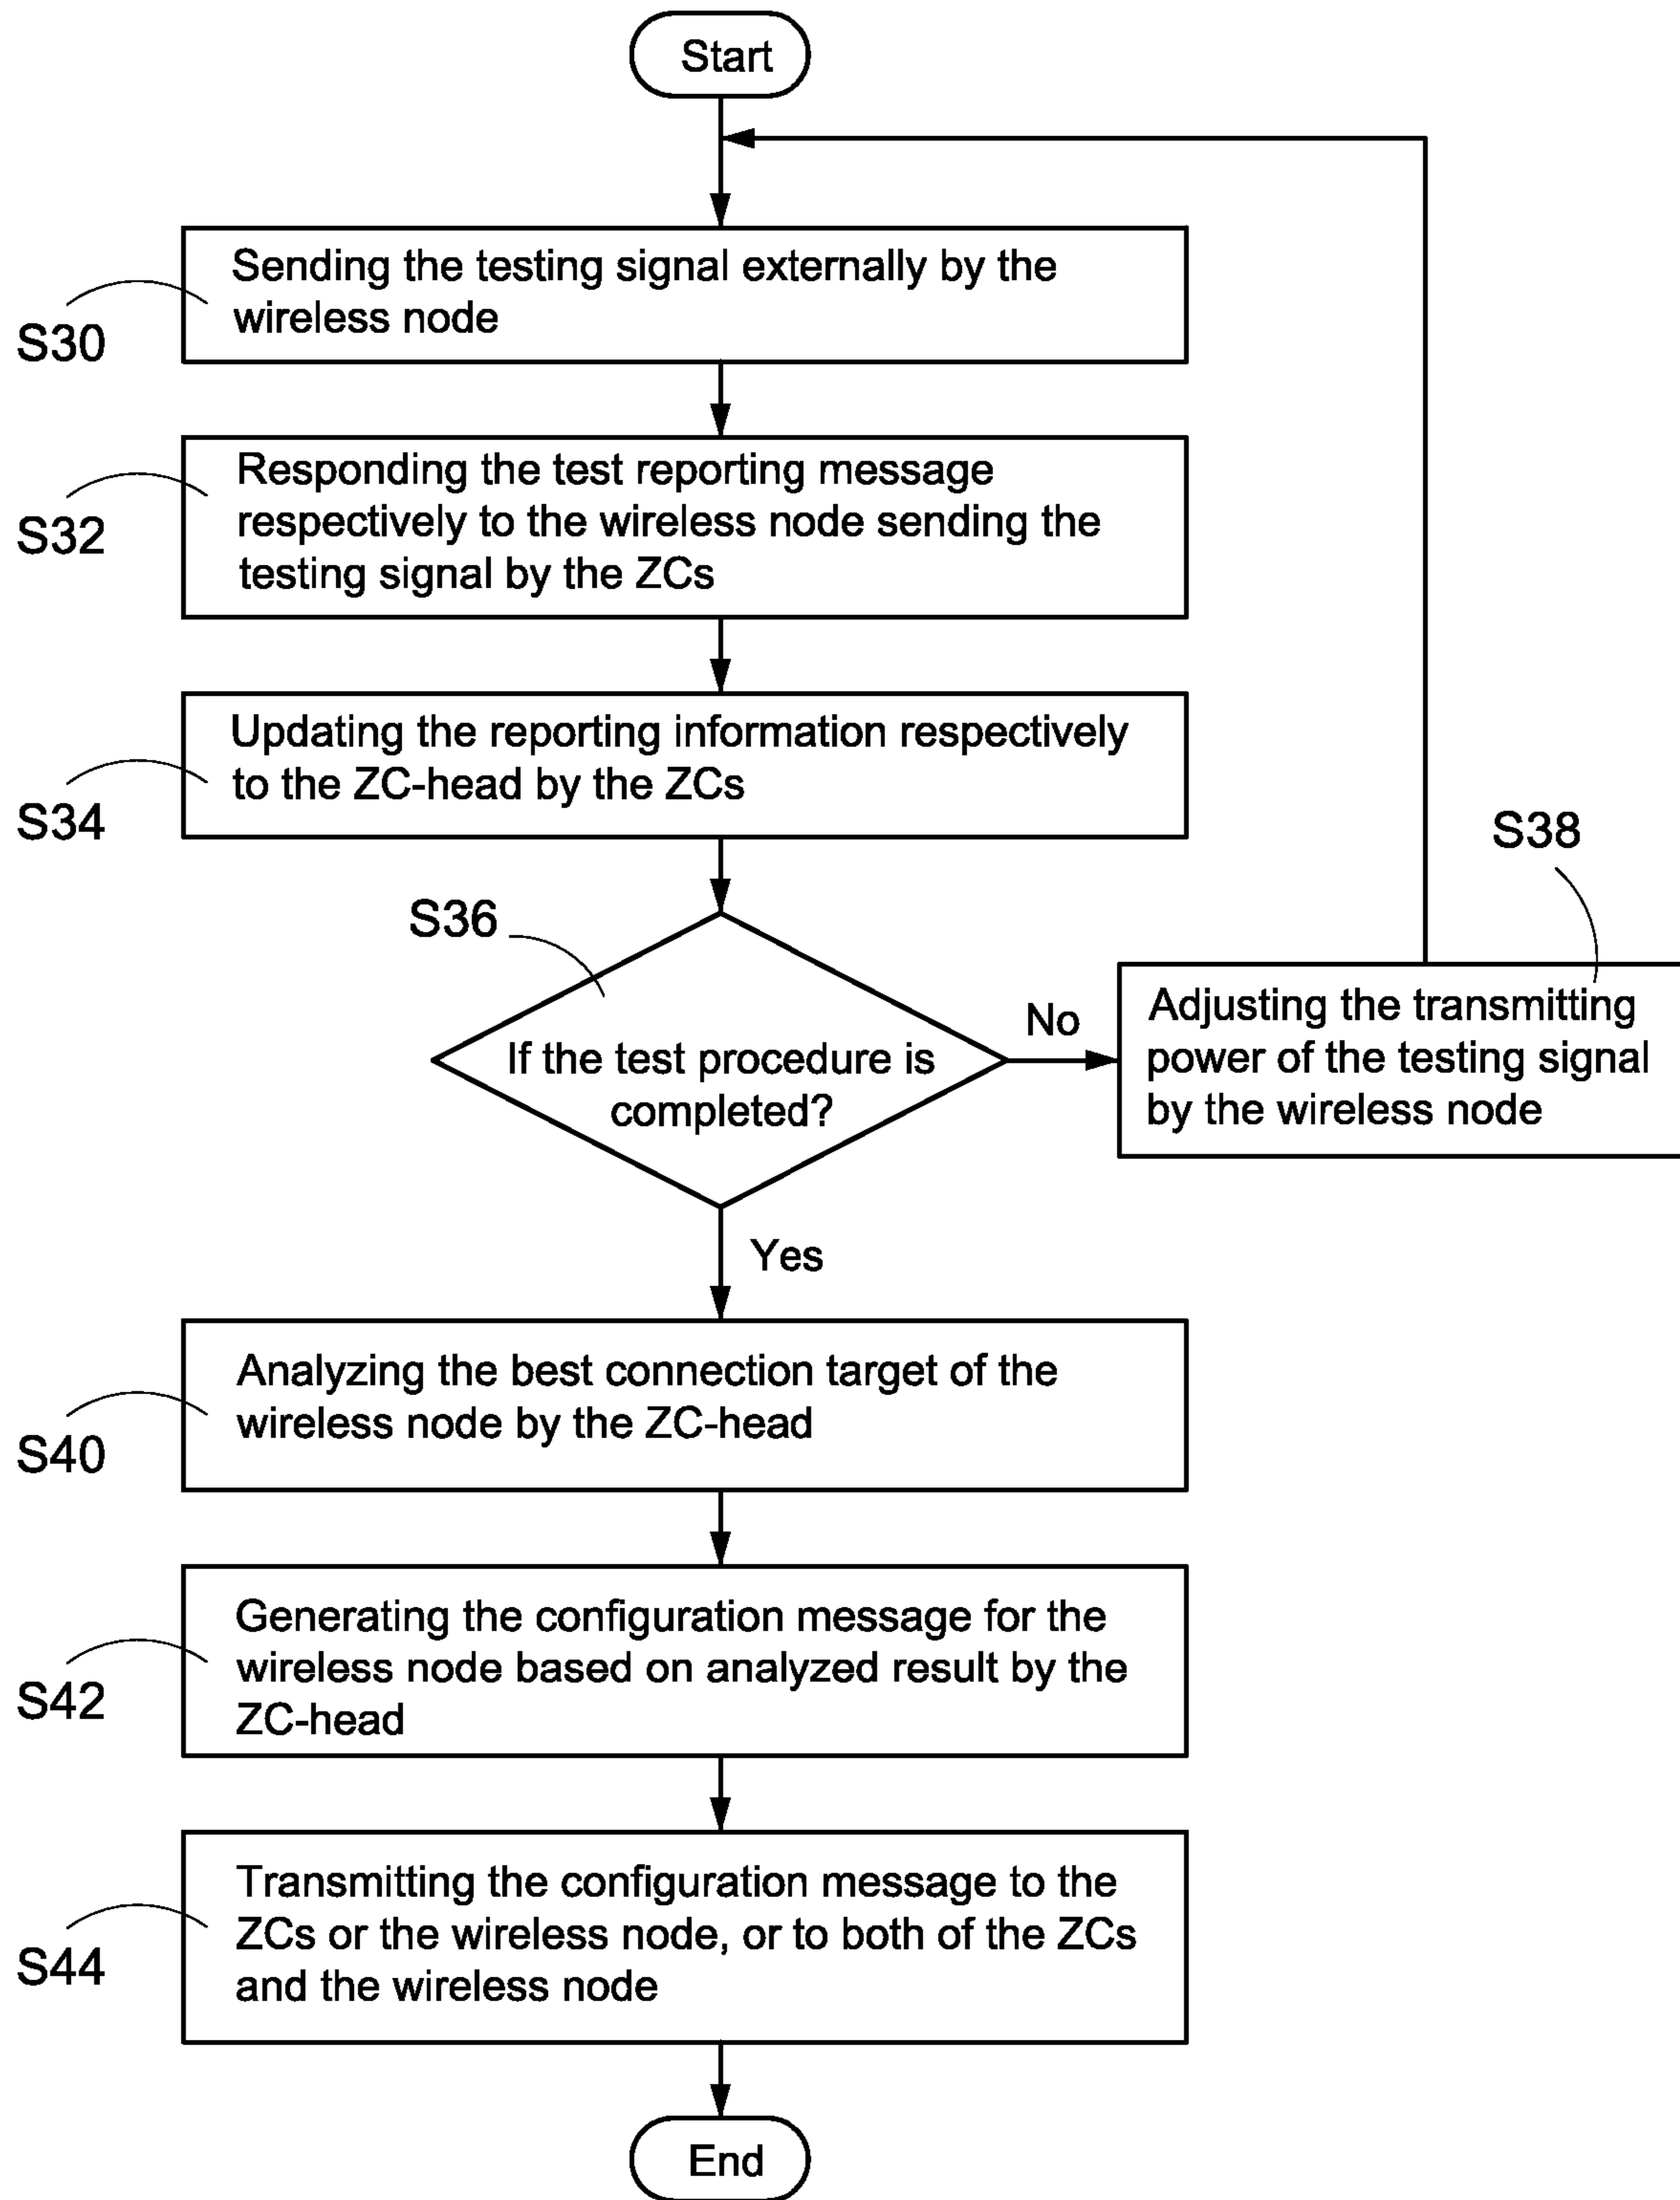 Start
Sending the testing signal externally by the
wireless node
S30
Responding the test reporting message
respectively to the wireless node sending the
testing signal by the ZCs
S32
Updating the reporting information respectively
to the ZC-head by the ZCs
S34
S38
S36
If the test procedure is
completed?
No
Adjusting the transmitting
power of the testing signal
by the wireless node
Yes
Analyzing the best connection target of the
wireless node by the ZC-head
S40
Generating the configuration message for the
wireless node based on analyzed result by the
ZC-head
S42
Transmitting the configuration message to the
ZCs or the wireless node, or to both of the ZCs
and the wireless node
S44
End